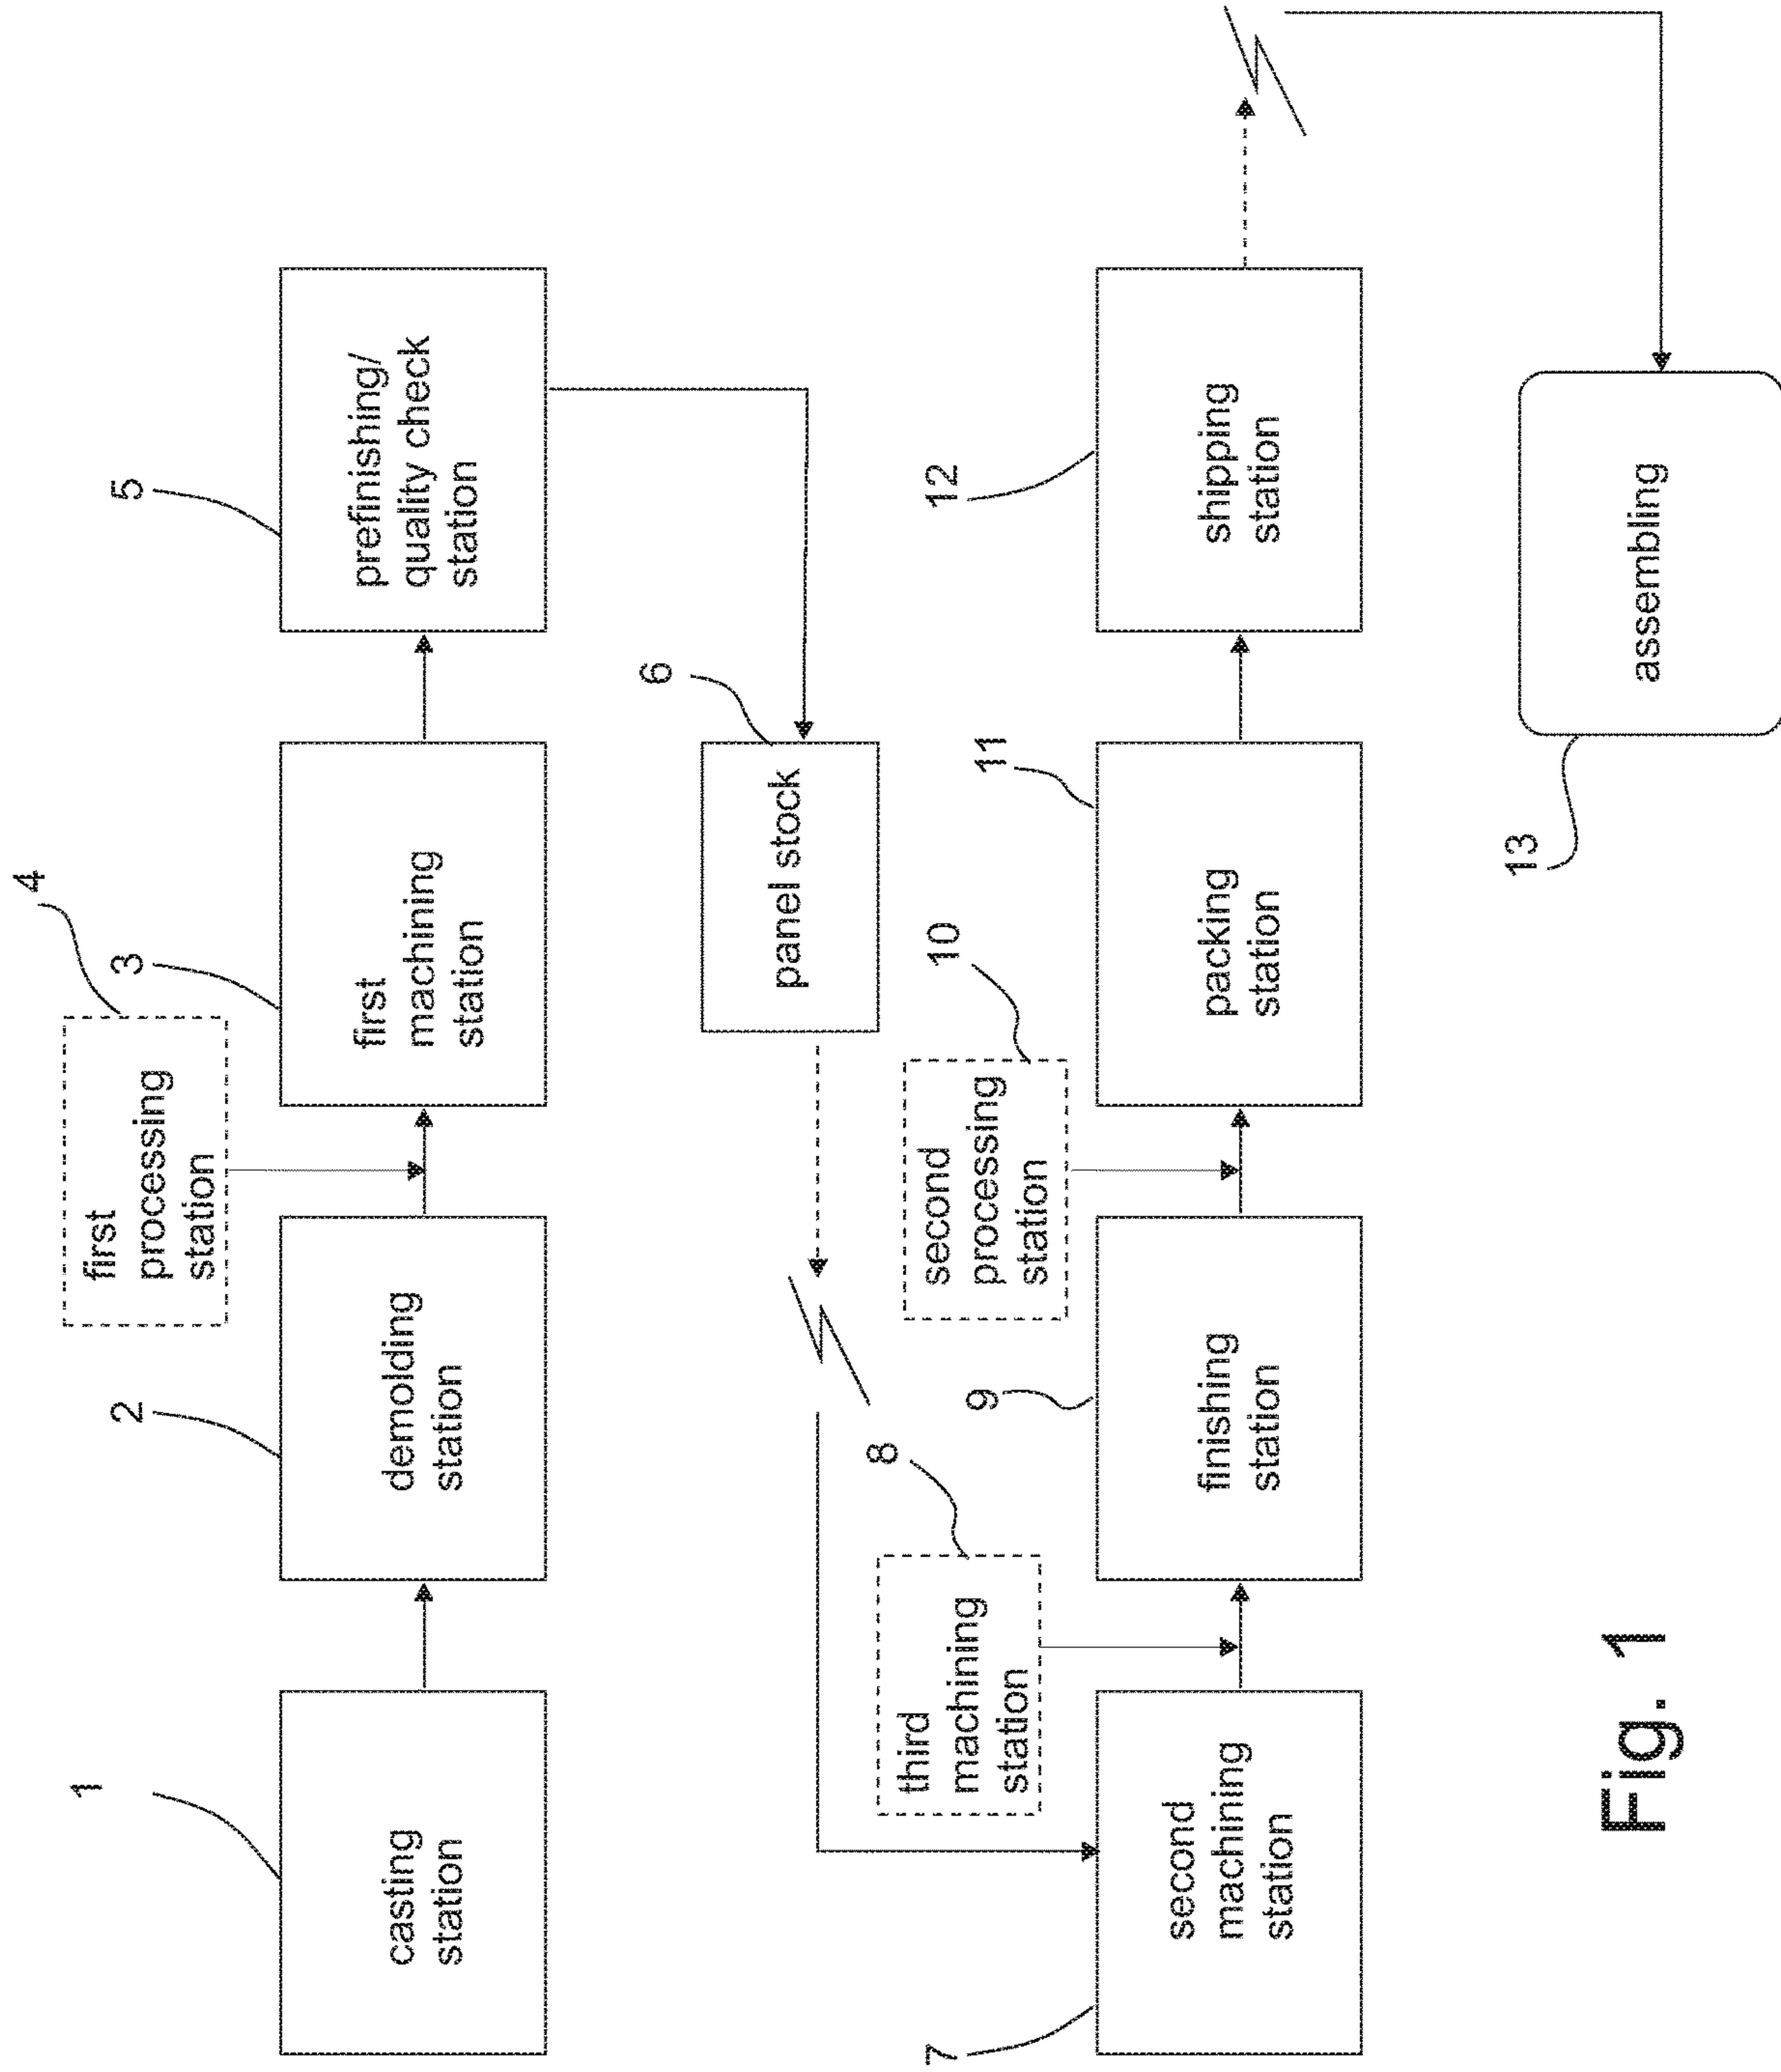 4
first
processing
station
1
2
3
5
casting
station
demolding
station
first
machining
station
prefinishing/
quality check
station
6
panel stock
8
third
machining
station
10
second
processing
station
7
9
11
12
second
machining
station
finishing
station
packing
station
shipping
station
13
assembling
Fig. 1